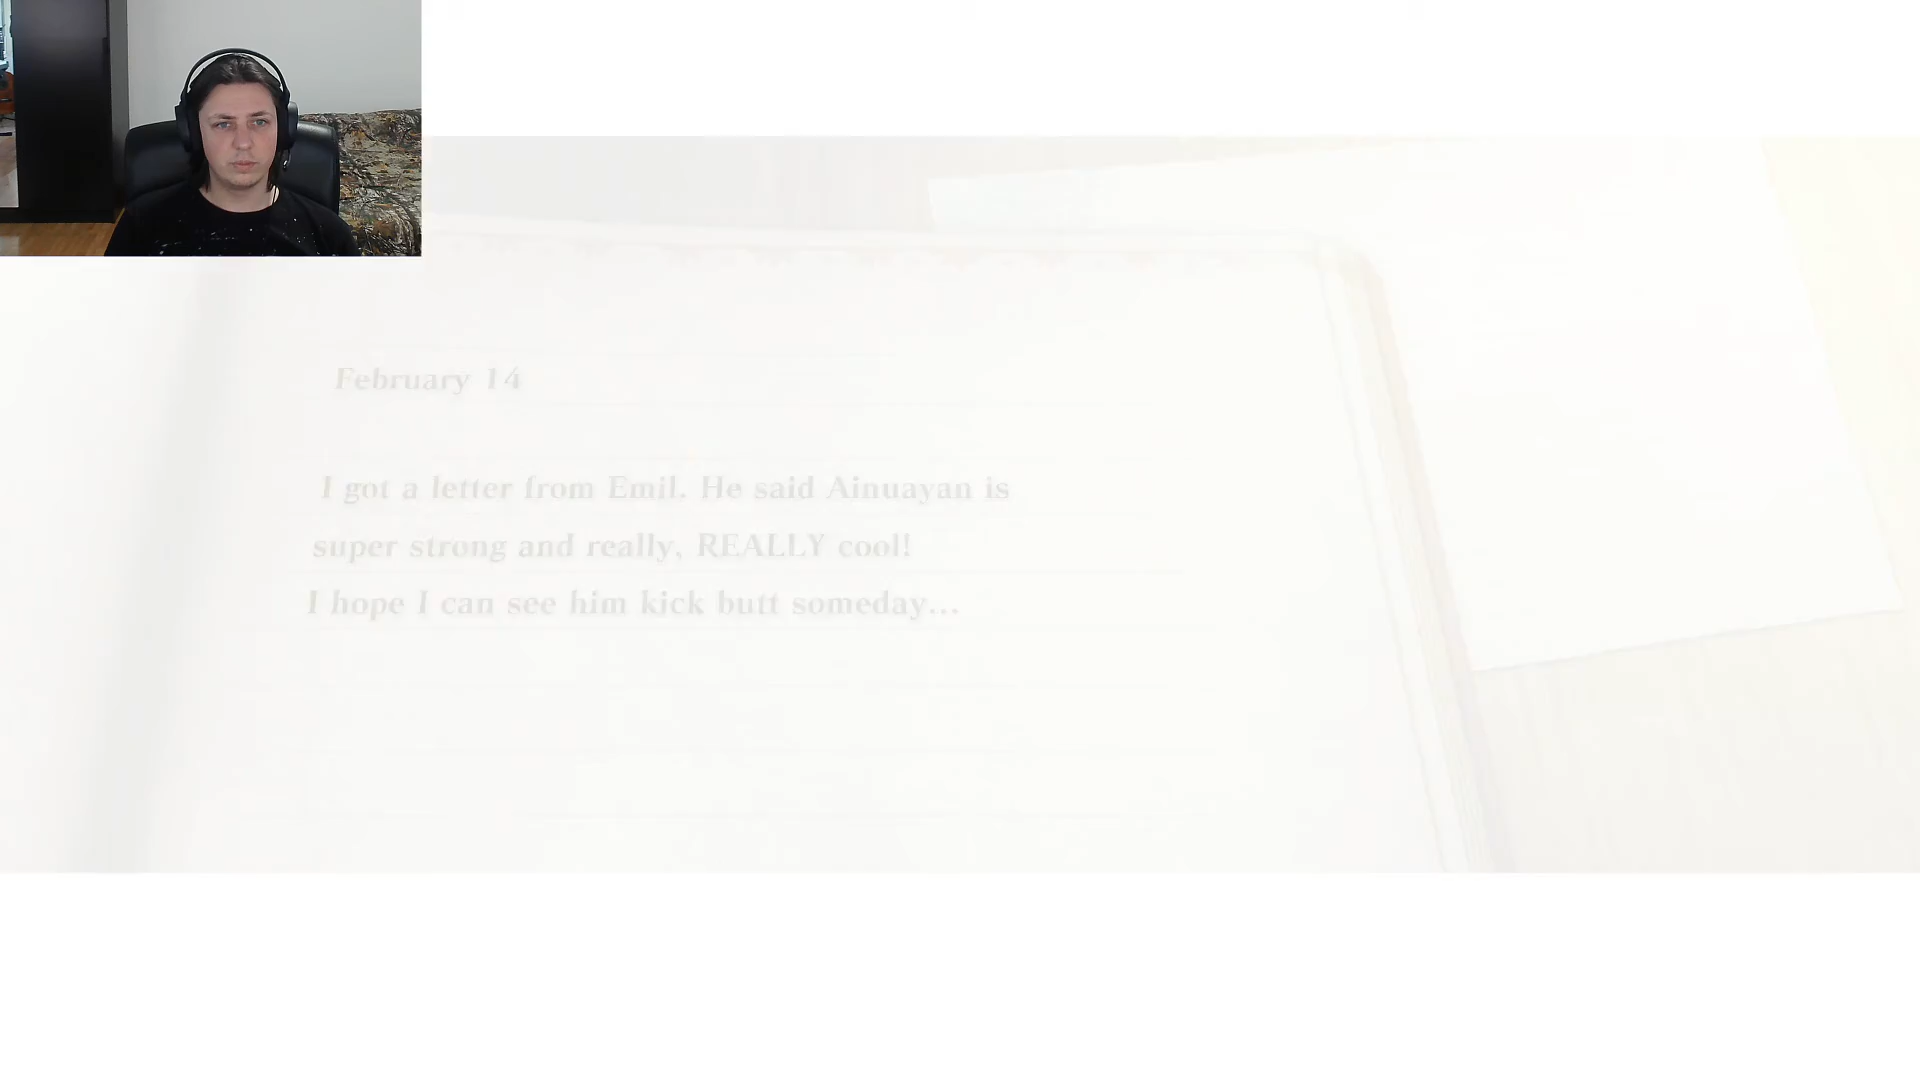 February 14
I got a letter from Emil. He said Ainuayan is
super strong and really, REALLY cool!
I hope I can see him kick butt someday...